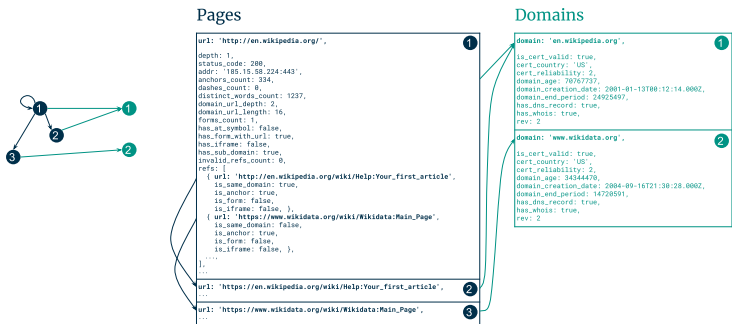 Pages
Domains
url: 'http://en.wikipedia.org/',
1
depth: 1,
status_code: 200,
addr: '185.15.58.224:443',
anchors_count: 334,
dashes_count: 0,
distinct_words_count: 1237,
domain_url_depth: 2,
domain_url_length: 16,
forms_count: 1,
has_at_symbol: false,
has_form_with_url: true,
has_iframe: false,
has_sub_domain: true,
invalid_refs_count: 0,
refs: [
{ url: 'http://en.wikipedia.org/wiki/Help:Your_first_article',
is_same_domain: true,
is_anchor: true,
is_form: false,
is_iframe: false, },
{ url: 'https://www.wikidata.org/wiki/Wikidata:Main_Page',
is_same_domain: false,
is_anchor: true,
is_form: false,
is_iframe: false, },
...,
],
...
url: 'https://en.wikipedia.org/wiki/Help:Your_first_article',
2
...
url: 'https://www.wikidata.org/wiki/Wikidata:Main_Page',
3
...
domain: 'en.wikipedia.org',
1
is_cert_valid: true,
cert_country: 'US',
cert_reliability: 2,
domain_age: 70767737,
domain_creation_date: 2001-01-13T00:12:14.000Z,
domain_end_period: 24925497,
has_dns_record: true,
has_whois: true,
rev: 2
domain: 'www.wikidata.org',
2
is_cert_valid: true,
cert_country: 'US',
cert_reliability: 2,
domain_age: 34344470,
domain_creation_date: 2004-09-16T21:30:28.000Z,
domain_end_period: 14720591,
has_dns_record: true,
has_whois: true,
rev: 2
1
1
2
2
3